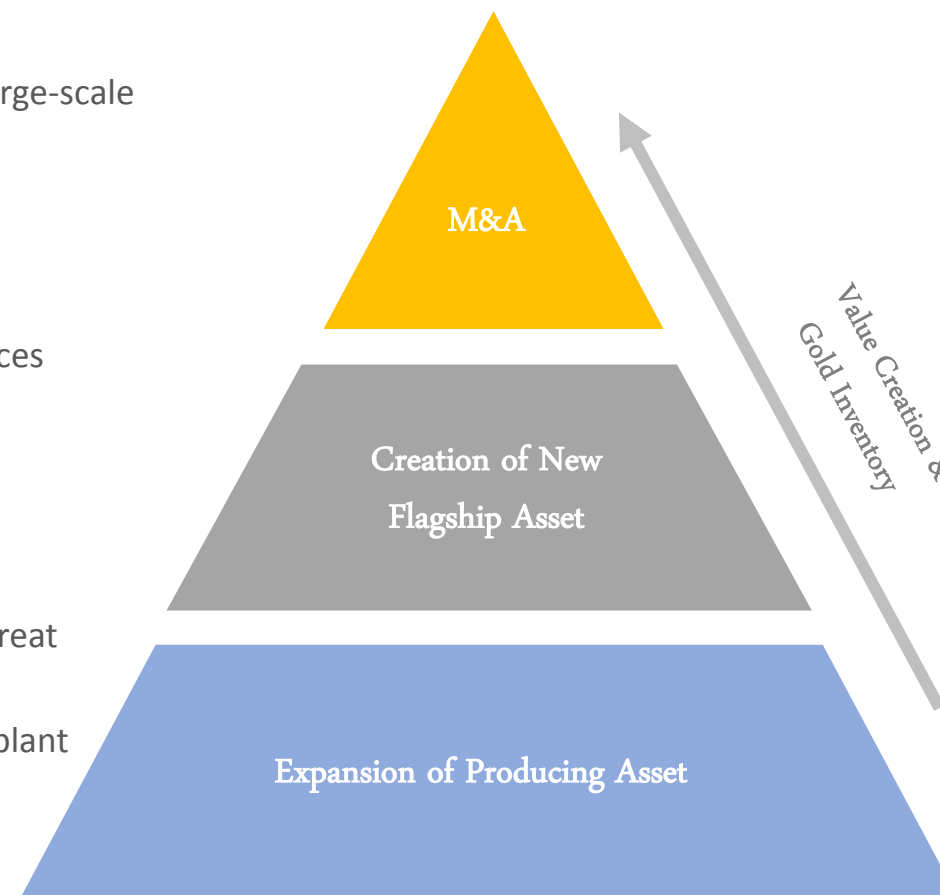 rge-scale
M&A
Value Creation &
Gold Inventory
ces
Creation of New
Flagship Asset
reat
plant
Expansion of Producing Asset